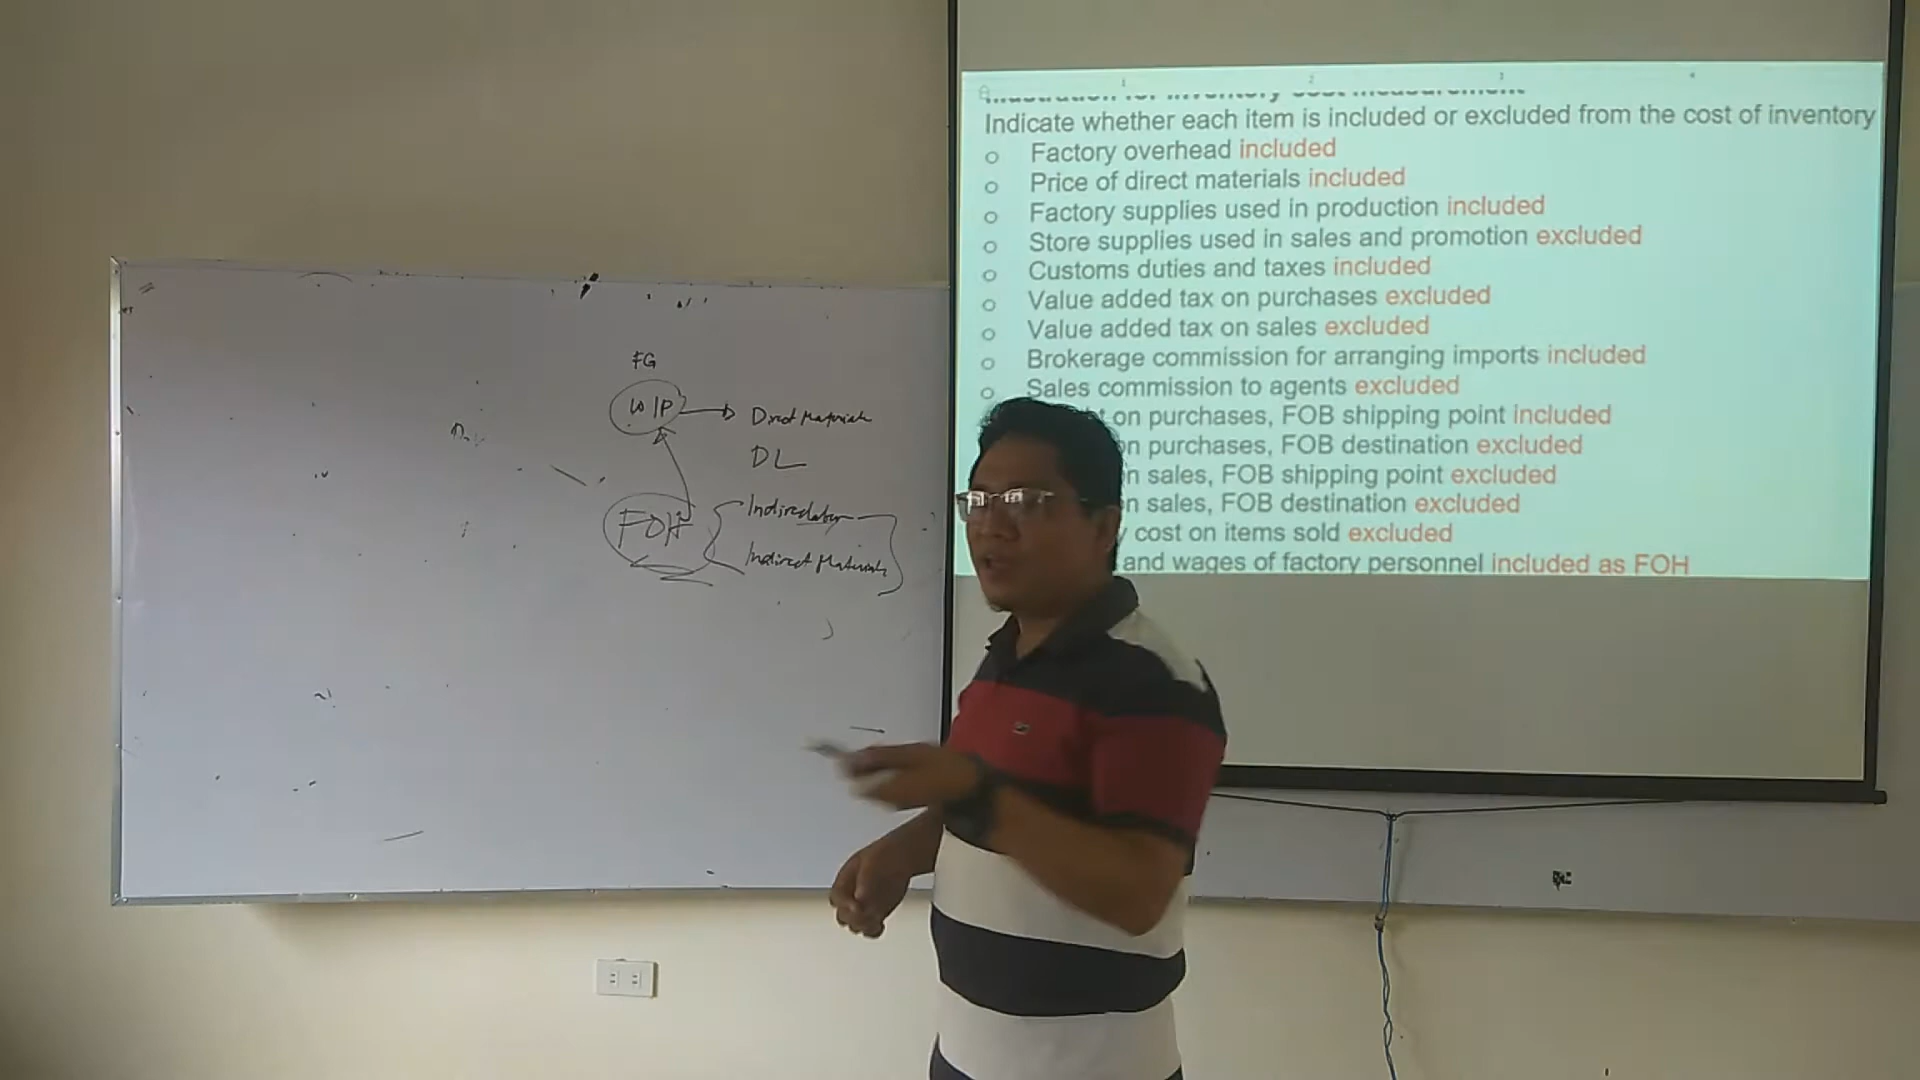 FG
WIP
Direct Materials
DL
FOH
Indirect labor
Indirect Materials
Illustration for inventory cost measurement
Indicate whether each item is included or excluded from the cost of inventory
o Factory overhead included
o Price of direct materials included
o Factory supplies used in production included
o Store supplies used in sales and promotion excluded
o Customs duties and taxes included
o Value added tax on purchases excluded
o Value added tax on sales excluded
o Brokerage commission for arranging imports included
o Sales commission to agents excluded
on purchases, FOB shipping point included
n purchases, FOB destination excluded
n sales, FOB shipping point excluded
n sales, FOB destination excluded
cost on items sold excluded
and wages of factory personnel included as FOH